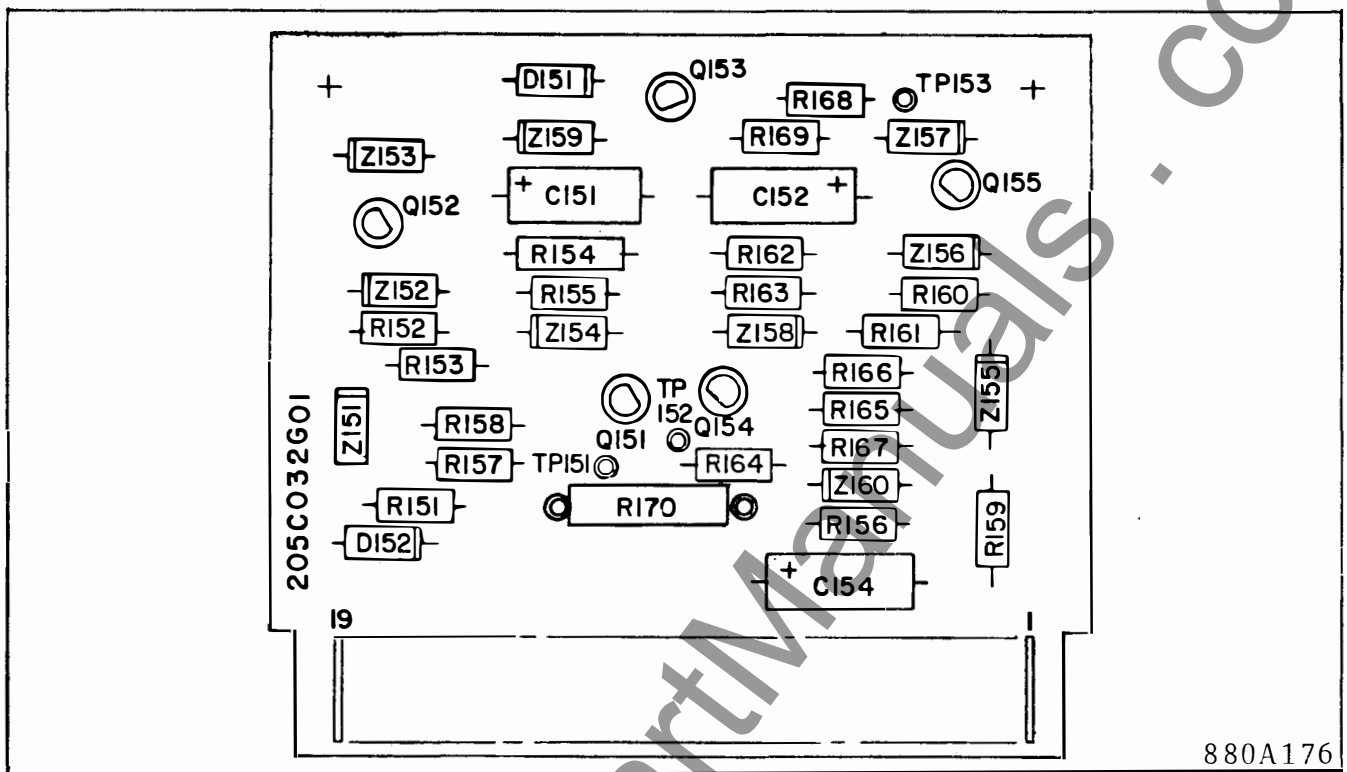 D151 Q153 TP153
R168
Z159 R169 Z157
Z153
C151 C152 Q155
+ +
Q152
R154 R162 Z156
Z152 R155 R163 R160
R152 Z154 Z158 R161
R153 R166 Z155
TP
152
Z151 R165
R158 Q151 Q154
R167
R157 TP151 R164
Z160
R151 R170
R156 R159
D152
+
C154
205C032G01
19 1
880A176
artManuals.co